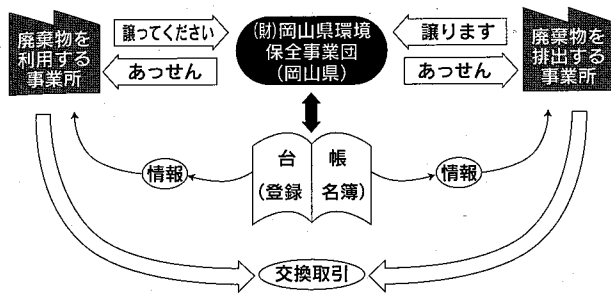 廃棄物を
利用する
事業所
譲ってください
あっせん
(財)岡山県環境
保全事業団
(岡山県)
譲ります
あっせん
廃棄物を
排出する
事業所
情報
台帳
(登録名簿)
情報
交換取引